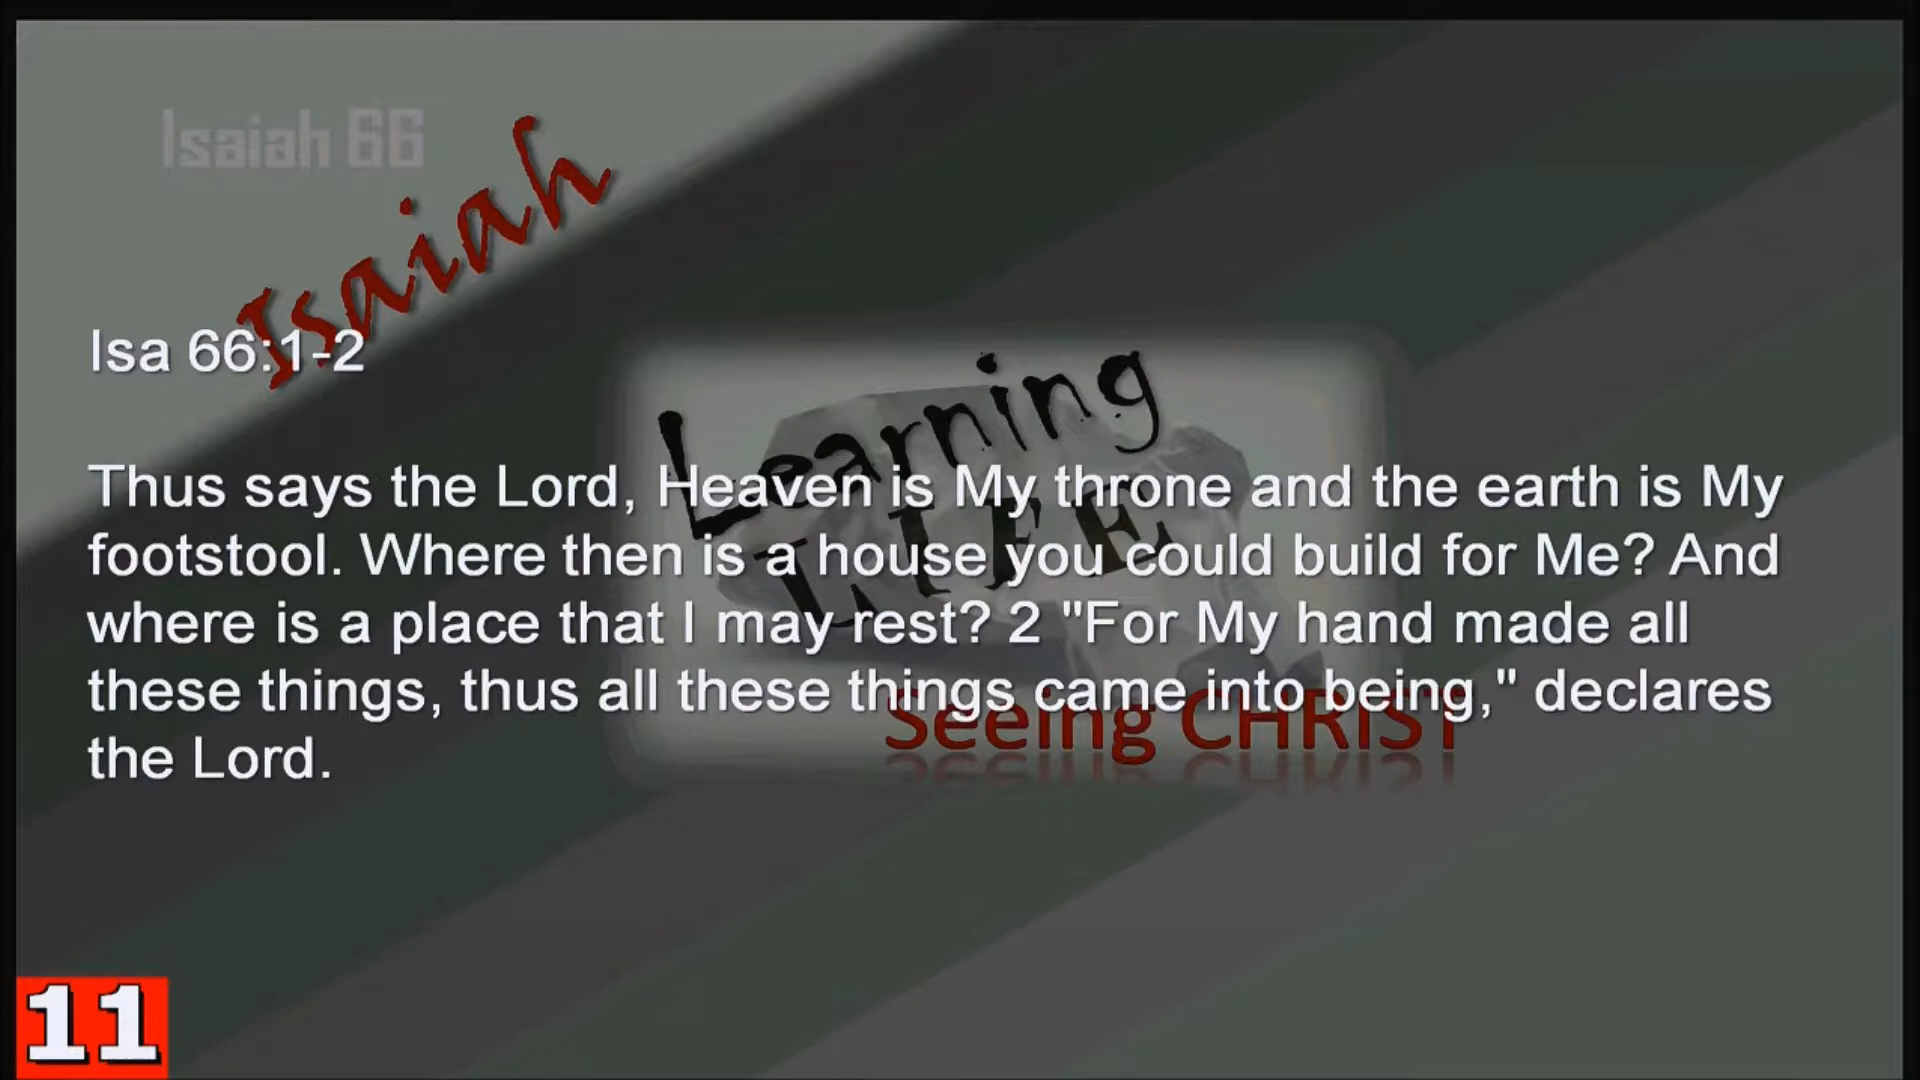 Isaiah 66
Isaiah
Isa 66:1-2
Learning
LIFE
Thus says the Lord, Heaven is My throne and the earth is My
footstool. Where then is a house you could build for Me? And
where is a place that I may rest? 2 "For My hand made all
these things, thus all these things came into being," declares
the Lord.
Seeing CHRIST
11